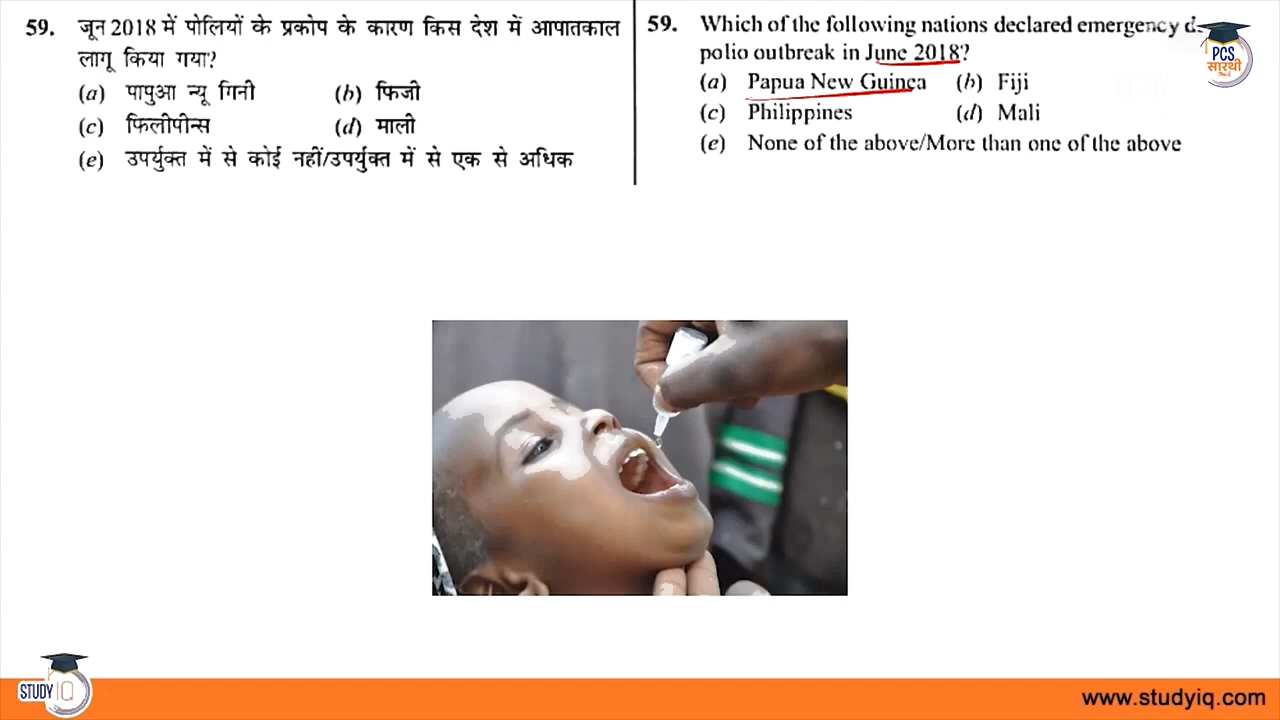 59. जून 2018 में पोलियों के प्रकोप के कारण किस देश में आपातकाल
लागू किया गया?
(a) पापुआ न्यू गिनी (b) फिजी
(c) फिलीपीन्स (d) माली
(e) उपर्युक्त में से कोई नहीं/उपर्युक्त में से एक से अधिक
59. Which of the following nations declared emergency
polio outbreak in June 2018?
(a) Papua New Guinea (b) Fiji
(c) Philippines (d) Mali
(e) None of the above/More than one of the above
PCS
सारथी
STUDY
STUDY IQ
www.studyiq.com